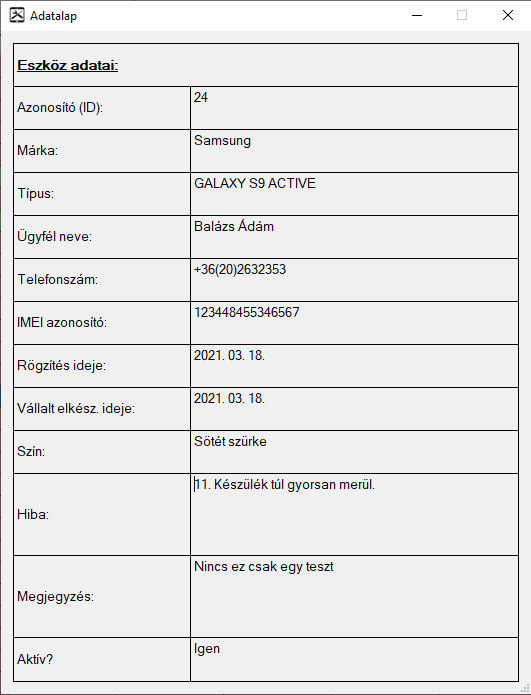 Adatalap
Eszköz adatai:
Azonosító (ID):
24
Márka:
Samsung
Típus:
GALAXY S9 ACTIVE
Ügyfél neve:
Balázs Ádám
Telefonszám:
+36(20)2632353
IMEI azonosító:
123448455346567
Rögzítés ideje:
2021. 03. 18.
Vállalt elkész. ideje:
2021. 03. 18.
Szín:
Sötét szürke
Hiba:
11. Készülék túl gyorsan merül.
Megjegyzés:
Nincs ez csak egy teszt
Aktív?
Igen